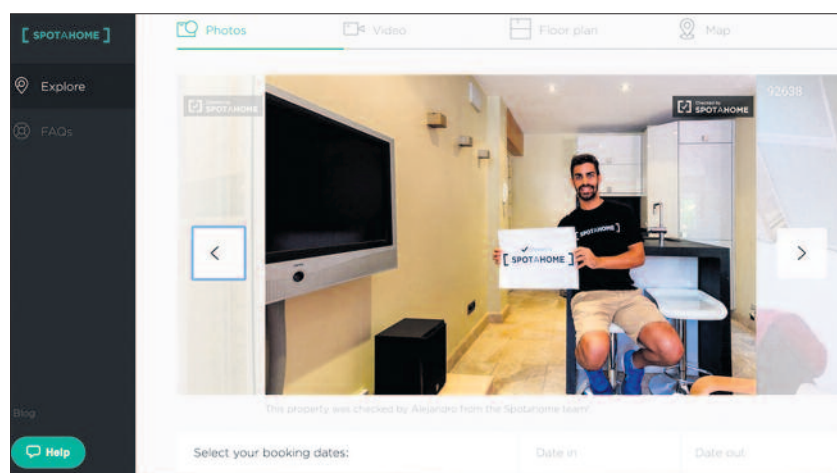 [ SPOTAHOME ]
Explore
FAQs
Blog
Help
Photos
Video
Floor plan
Map
SPOTAHOME
Checked by
SPOTAHOME
92638
[ SPOTAHOME ]
Checked by
[ SPOTAHOME ]
This property was checked by Alejandro from the Spotahome team!
Select your booking dates:
Date in
Date out